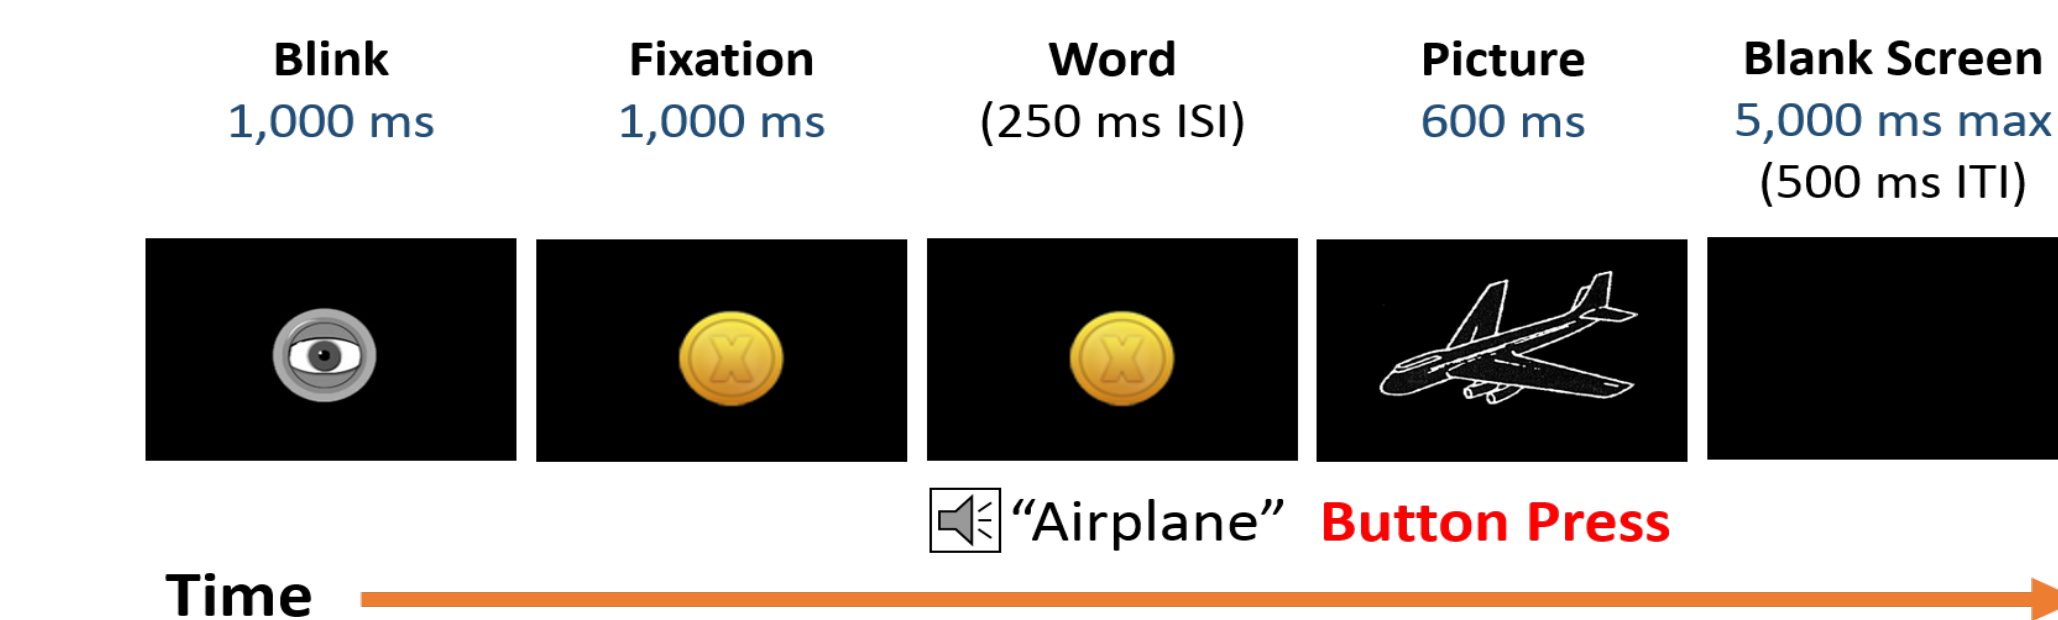 Blink Fixation Word Picture Blank Screen
1,000 ms 1,000 ms (250 ms ISI) 600 ms 5,000 ms max
(500 ms ITI)
X X
“Airplane” Button Press
Time